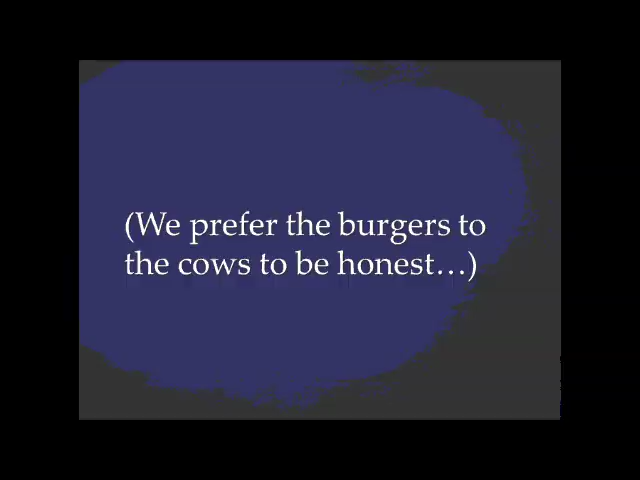 (We prefer the burgers to
the cows to be honest…)